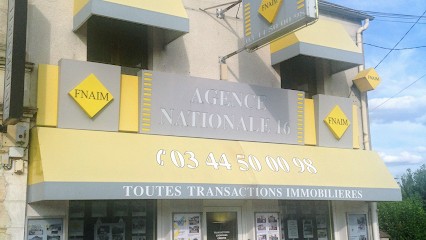 FNAIM
FNAIM
AGENCE
NATIONALE 16
FNAIM
03 44 50 00 98
TOUTES TRANSACTIONS IMMOBILIERES